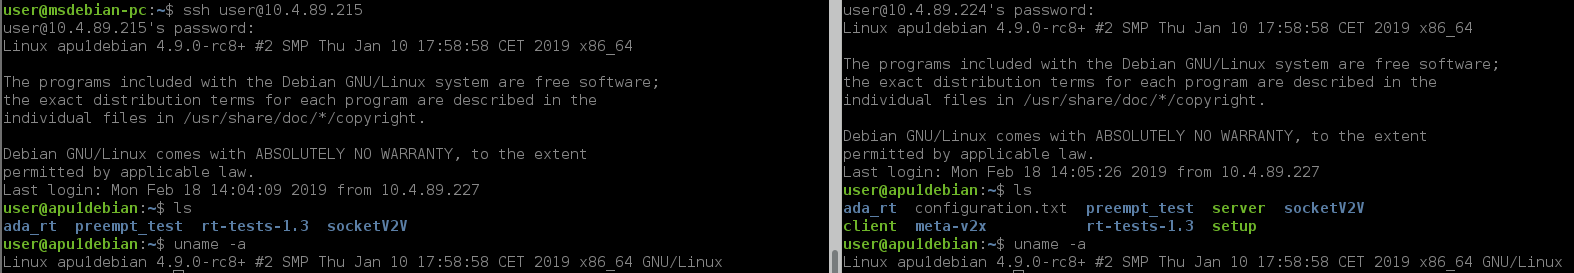 user@msdebian-pc:~$ ssh user@10.4.89.215
user@10.4.89.215's password:
Linux apu1debian 4.9.0-rc8+ #2 SMP Thu Jan 10 17:58:58 CET 2019 x86_64
The programs included with the Debian GNU/Linux system are free software;
the exact distribution terms for each program are described in the
individual files in /usr/share/doc/*/copyright.
Debian GNU/Linux comes with ABSOLUTELY NO WARRANTY, to the extent
permitted by applicable law.
Last login: Mon Feb 18 14:04:09 2019 from 10.4.89.227
user@apu1debian:~$ ls
ada_rt  preempt_test  rt-tests-1.3  socketV2V
user@apu1debian:~$ uname -a
Linux apu1debian 4.9.0-rc8+ #2 SMP Thu Jan 10 17:58:58 CET 2019 x86_64 GNU/Linux
user@10.4.89.224's password:
Linux apu1debian 4.9.0-rc8+ #2 SMP Thu Jan 10 17:58:58 CET 2019 x86_64
The programs included with the Debian GNU/Linux system are free software;
the exact distribution terms for each program are described in the
individual files in /usr/share/doc/*/copyright.
Debian GNU/Linux comes with ABSOLUTELY NO WARRANTY, to the extent
permitted by applicable law.
Last login: Mon Feb 18 14:05:26 2019 from 10.4.89.227
user@apu1debian:~$ ls
ada_rt  configuration.txt  preempt_test  server  socketV2V
client  meta-v2x           rt-tests-1.3  setup
user@apu1debian:~$ uname -a
Linux apu1debian 4.9.0-rc8+ #2 SMP Thu Jan 10 17:58:58 CET 2019 x86_64 GNU/Linux